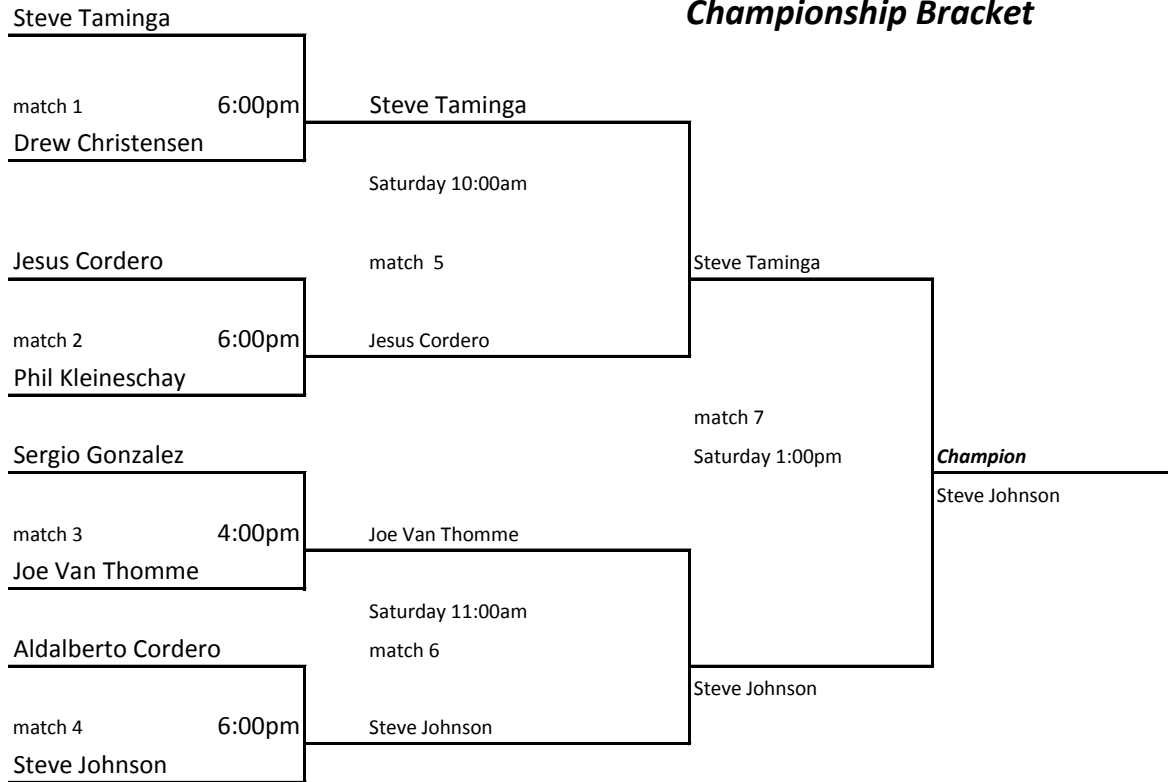 Championship Bracket
Steve Taminga
match 1 6:00pm Steve Taminga
Drew Christensen
Saturday 10:00am
Jesus Cordero match 5 Steve Taminga
match 2 6:00pm Jesus Cordero
Phil Kleineschay
match 7
Sergio Gonzalez Saturday 1:00pm Champion
Steve Johnson
match 3 4:00pm Joe Van Thomme
Joe Van Thomme
Saturday 11:00am
Aldalberto Cordero match 6
Steve Johnson
match 4 6:00pm Steve Johnson
Steve Johnson